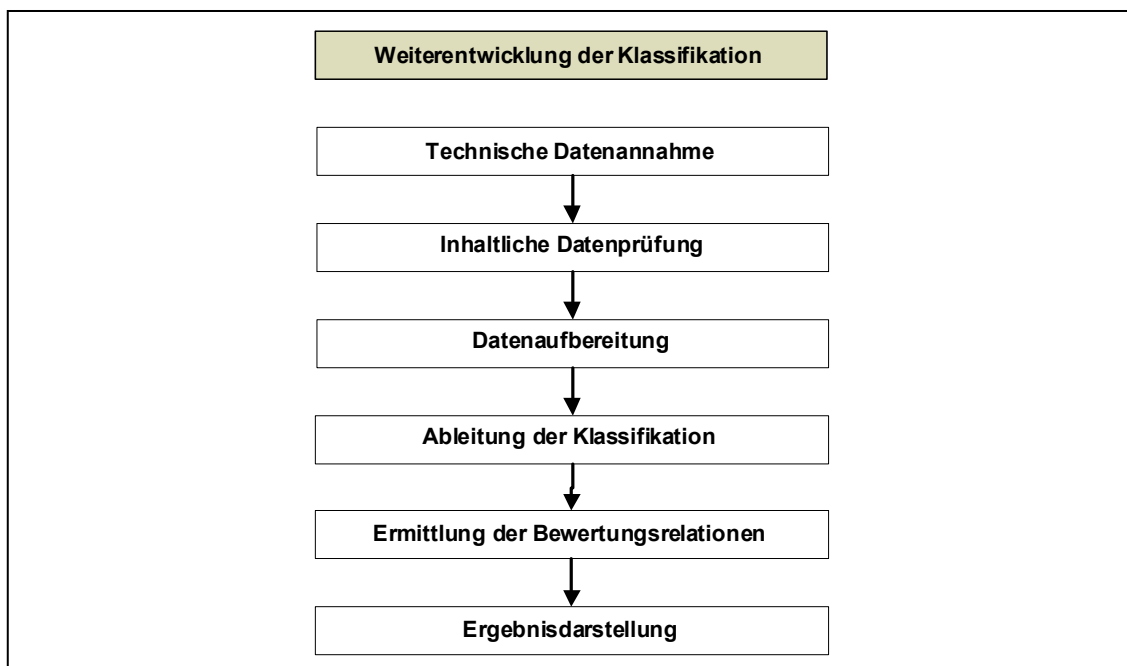 Weiterentwicklung der Klassifikation
Technische Datenannahme
Inhaltliche Datenprüfung
Datenaufbereitung
Ableitung der Klassifikation
Ermittlung der Bewertungsrelationen
Ergebnisdarstellung